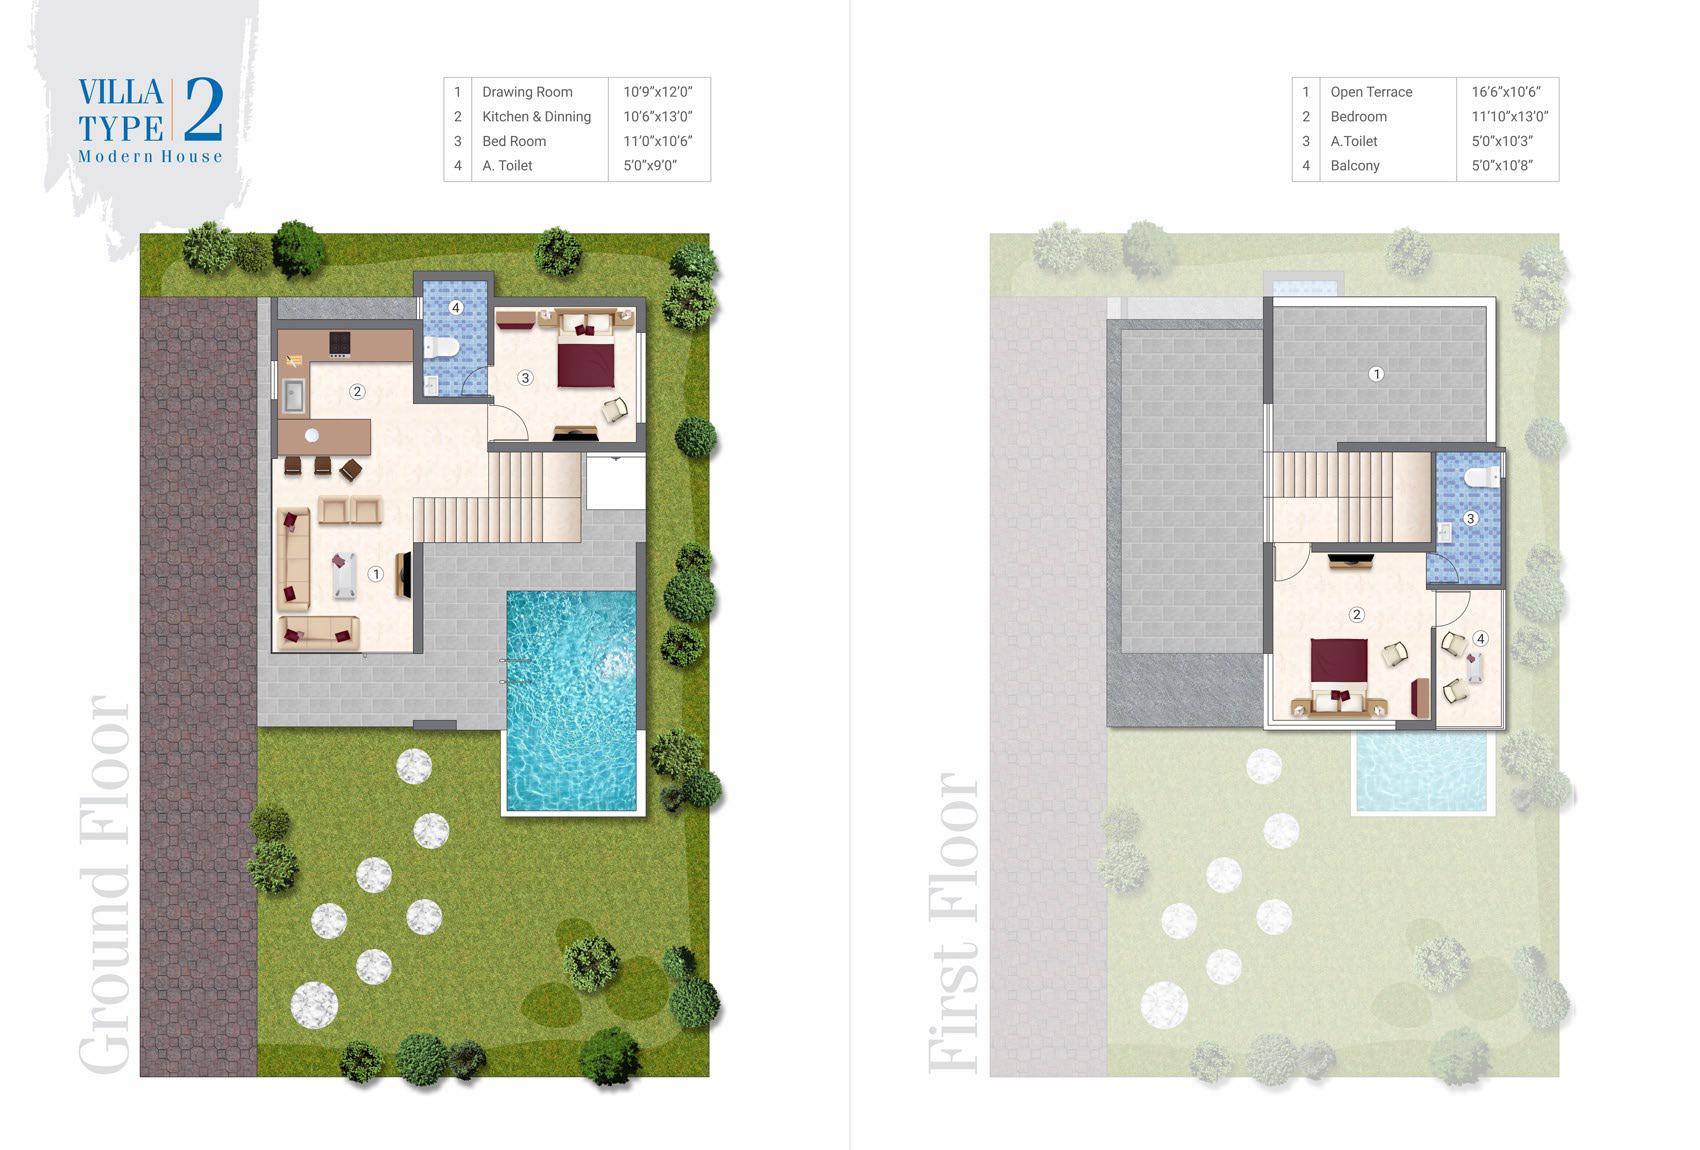 VILLA TYPE 2
Modern House
1 Drawing Room 10'9"x12'0"
2 Kitchen & Dinning 10'6"x13'0"
3 Bed Room 11'0"x10'6"
4 A. Toilet 5'0"x9'0"
4
3
2
1
Ground Floor
1 Open Terrace 16'6"x10'6"
2 Bedroom 11'10"x13'0"
3 A.Toilet 5'0"x10'3"
4 Balcony 5'0"x10'8"
1
3
2
4
First Floor